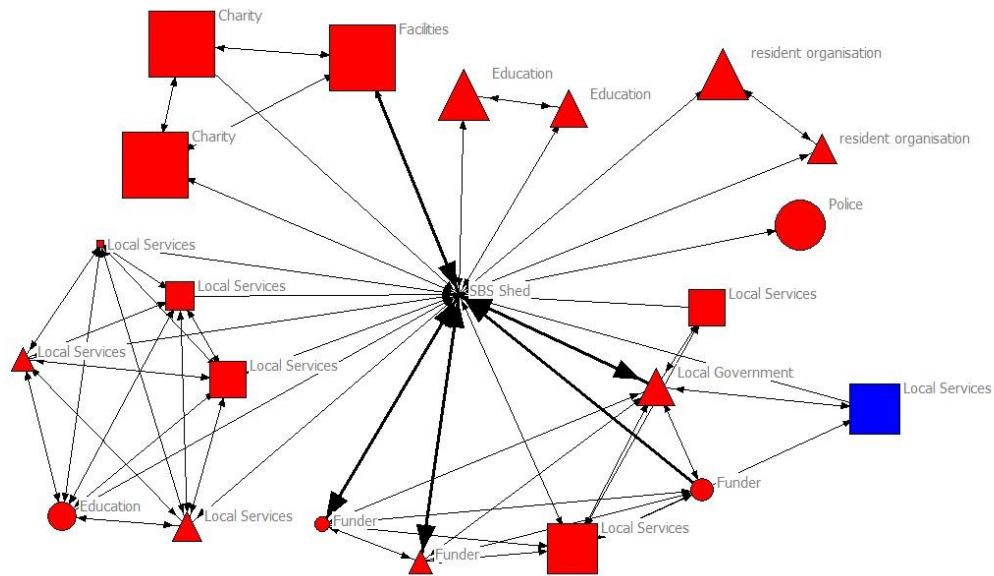 Charity
Facilities
Education
resident organisation
Education
Charity
resident organisation
Police
Local Services
Local Services
SBS Shed
Local Services
Local Services
Local Services
Local Government
Local Services
Funder
Education
Local Services
Funder
Local Services
Funder